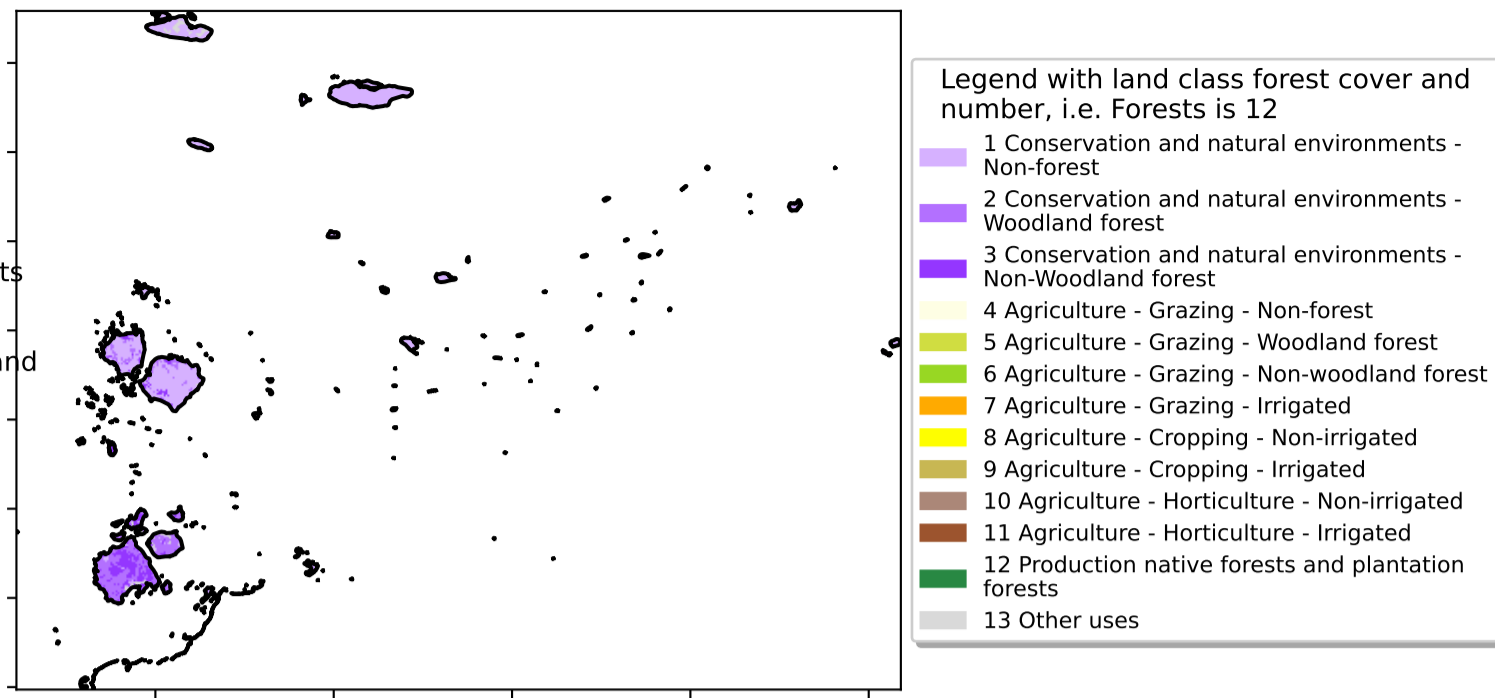 ts
nd
Legend with land class forest cover and
number, i.e. Forests is 12
1 Conservation and natural environments -
Non-forest
2 Conservation and natural environments -
Woodland forest
3 Conservation and natural environments -
Non-Woodland forest
4 Agriculture - Grazing - Non-forest
5 Agriculture - Grazing - Woodland forest
6 Agriculture - Grazing - Non-woodland forest
7 Agriculture - Grazing - Irrigated
8 Agriculture - Cropping - Non-irrigated
9 Agriculture - Cropping - Irrigated
10 Agriculture - Horticulture - Non-irrigated
11 Agriculture - Horticulture - Irrigated
12 Production native forests and plantation
forests
13 Other uses